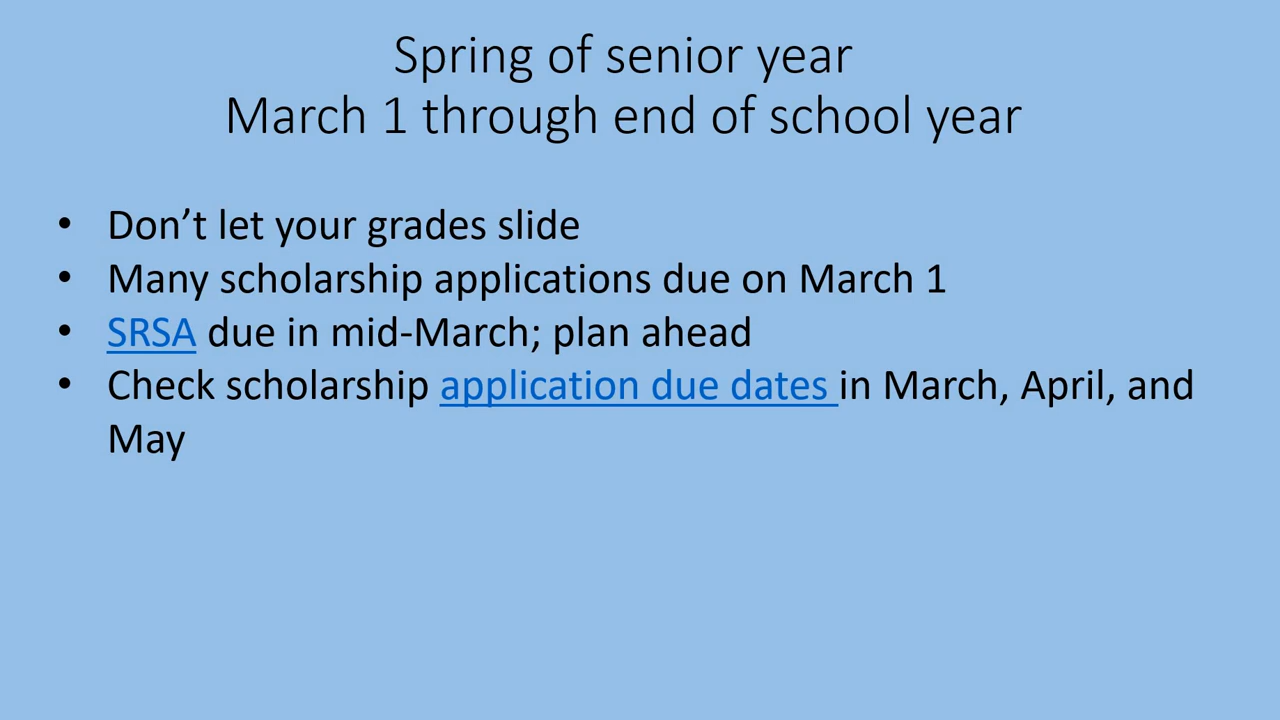 Spring of senior year
March 1 through end of school year
• Don’t let your grades slide
• Many scholarship applications due on March 1
• SRSA due in mid-March; plan ahead
• Check scholarship application due dates in March, April, and
May